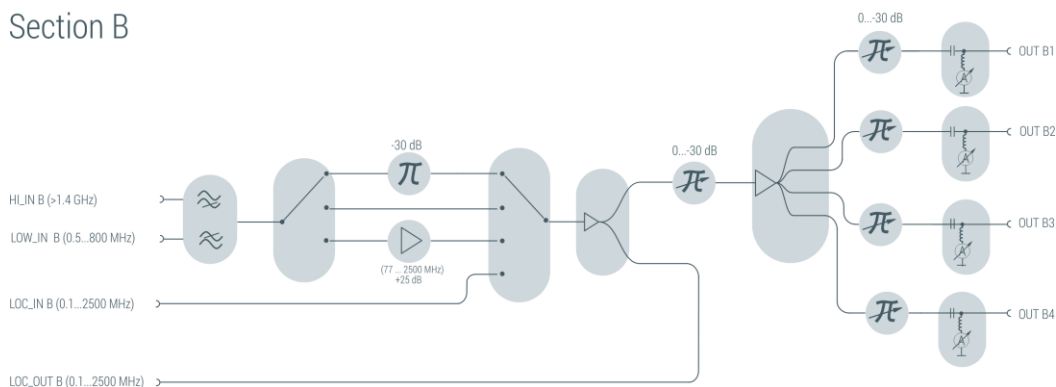 Section B
0...-30 dB
OUT B1
-30 dB
OUT B2
0...-30 dB
π
HI_IN B (>1.4 GHz)
LOW_IN B (0.5...800 MHz)
OUT B3
(77 ... 2500 MHz)
+25 dB
LOC_IN B (0.1...2500 MHz)
OUT B4
LOC_OUT B (0.1...2500 MHz)
π
π
π
π
π
A
A
A
A